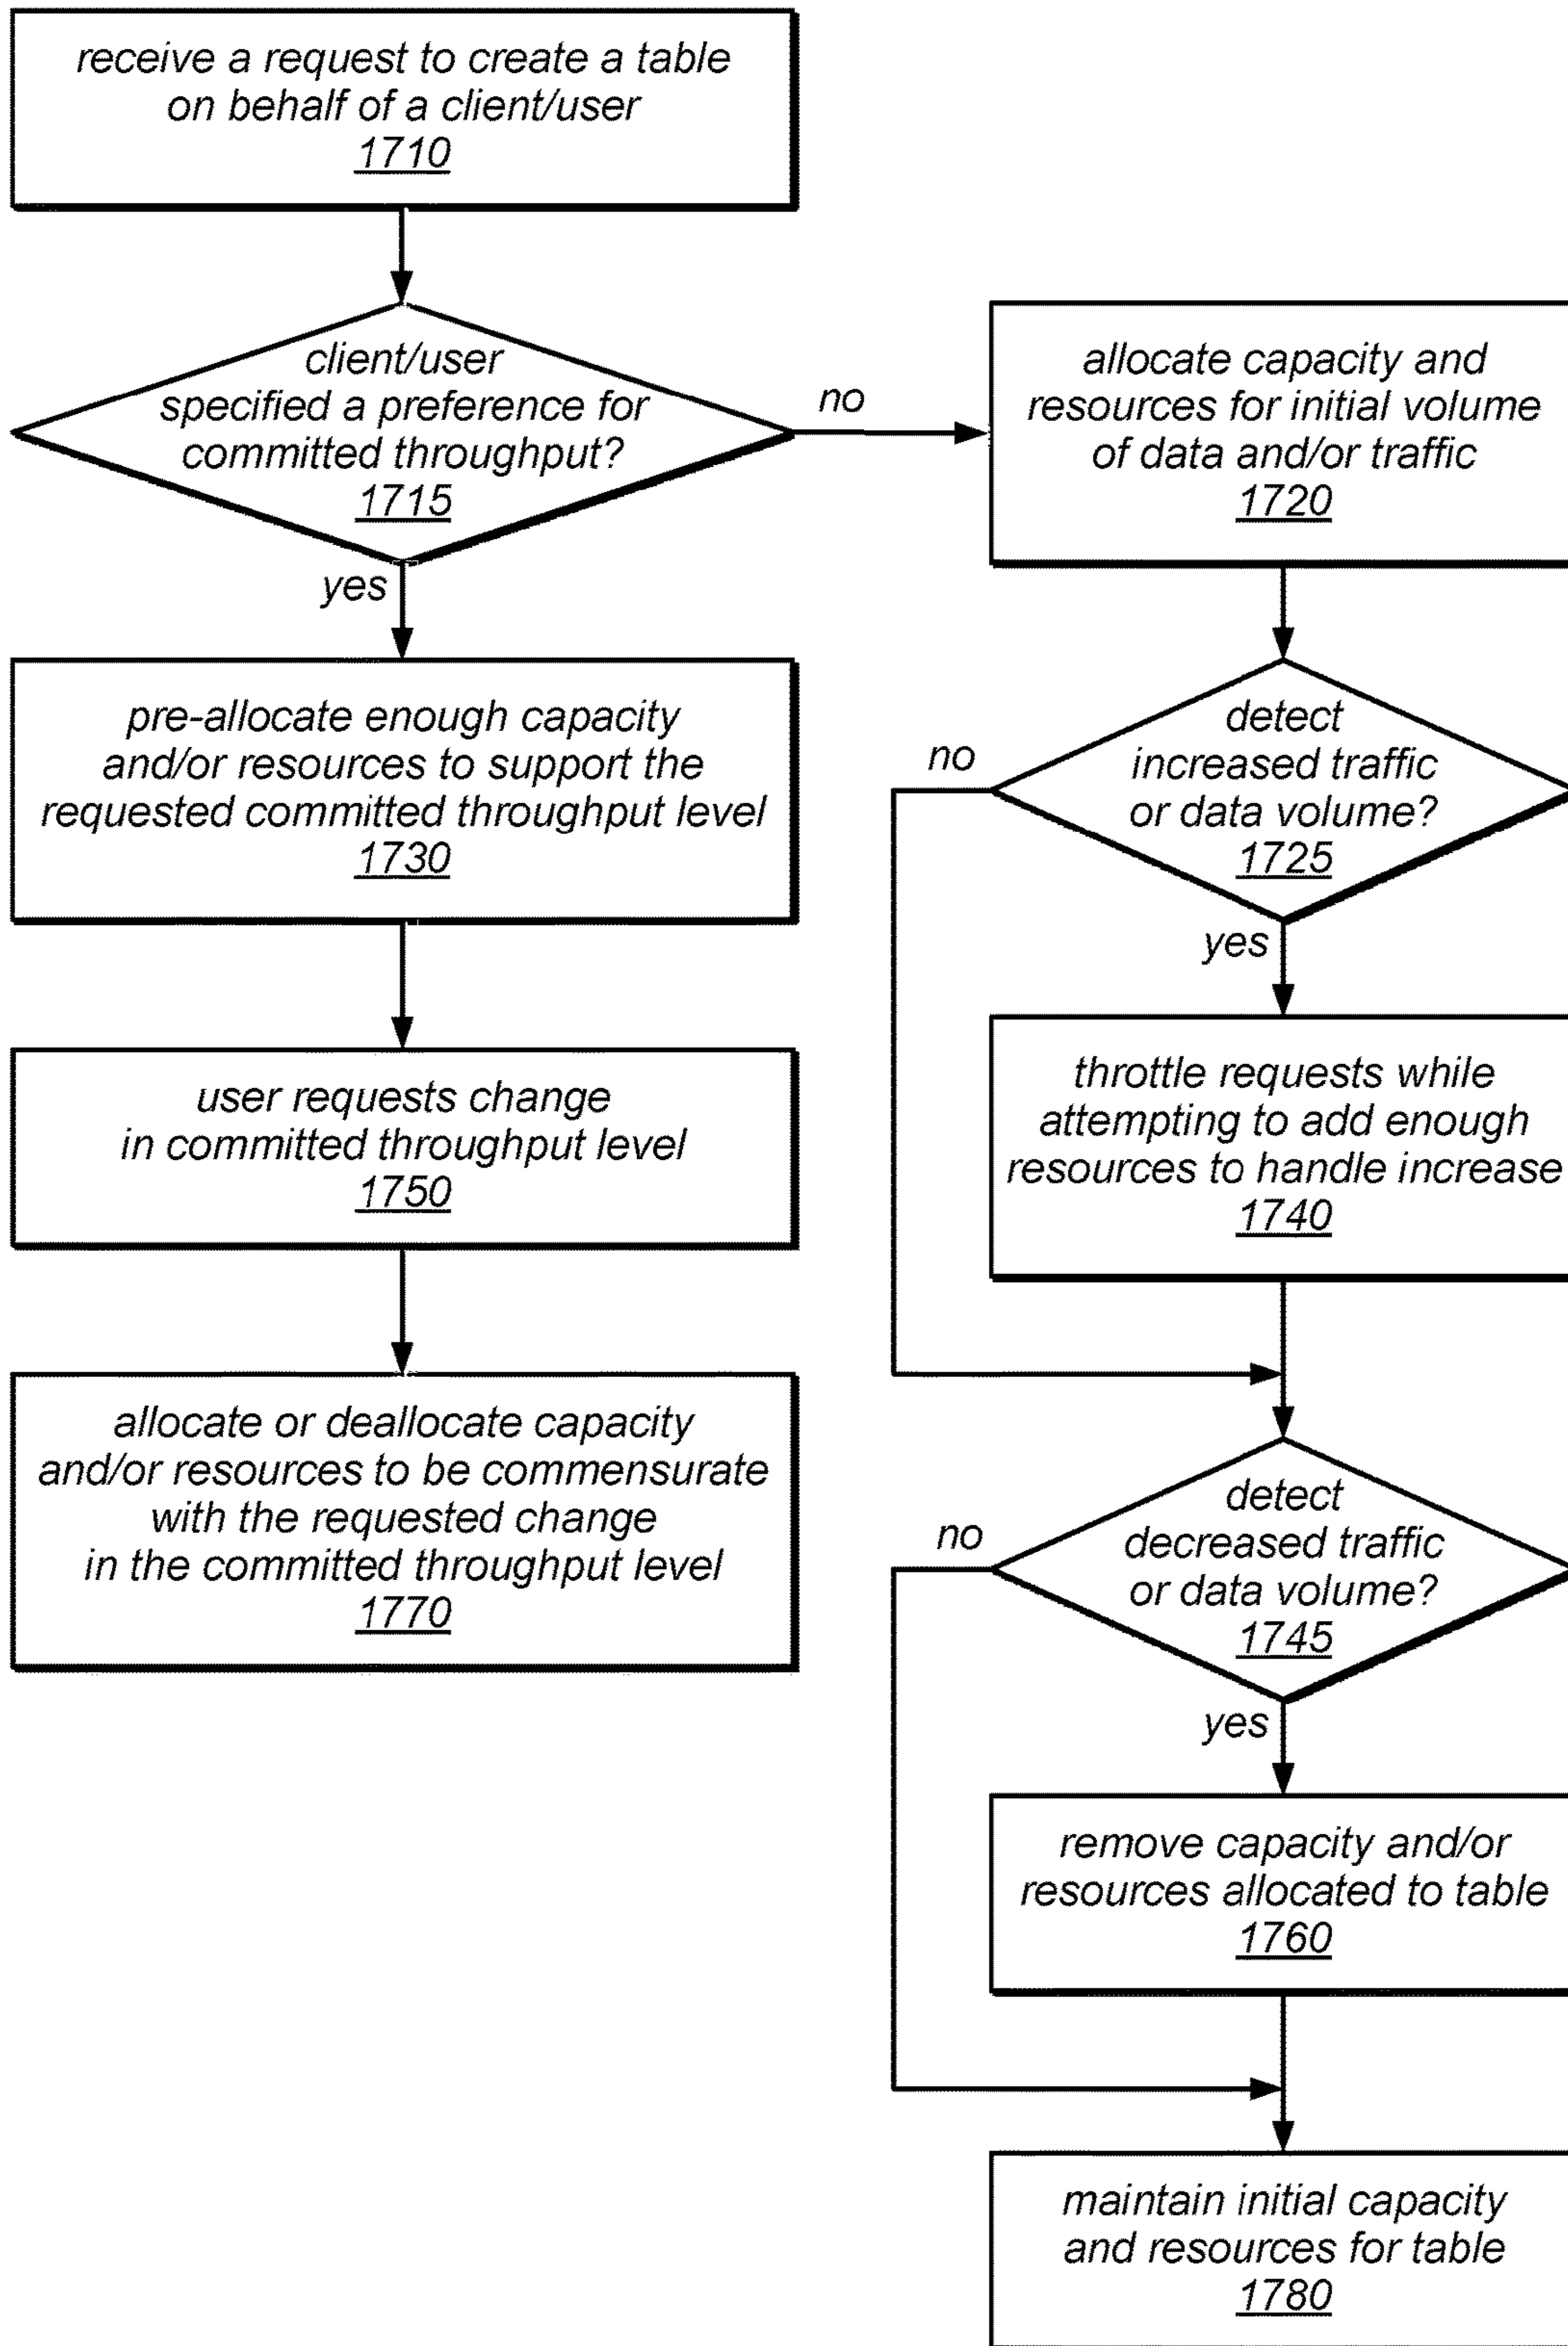 receive a request to create a table
on behalf of a client/user
1710
client/user
specified a preference for
committed throughput?
1715
no
yes
allocate capacity and
resources for initial volume
of data and/or traffic
1720
pre-allocate enough capacity
and/or resources to support the
requested committed throughput level
1730
detect
increased traffic
or data volume?
1725
no
yes
user requests change
in committed throughput level
1750
throttle requests while
attempting to add enough
resources to handle increase
1740
allocate or deallocate capacity
and/or resources to be commensurate
with the requested change
in the committed throughput level
1770
detect
decreased traffic
or data volume?
1745
no
yes
remove capacity and/or
resources allocated to table
1760
maintain initial capacity
and resources for table
1780